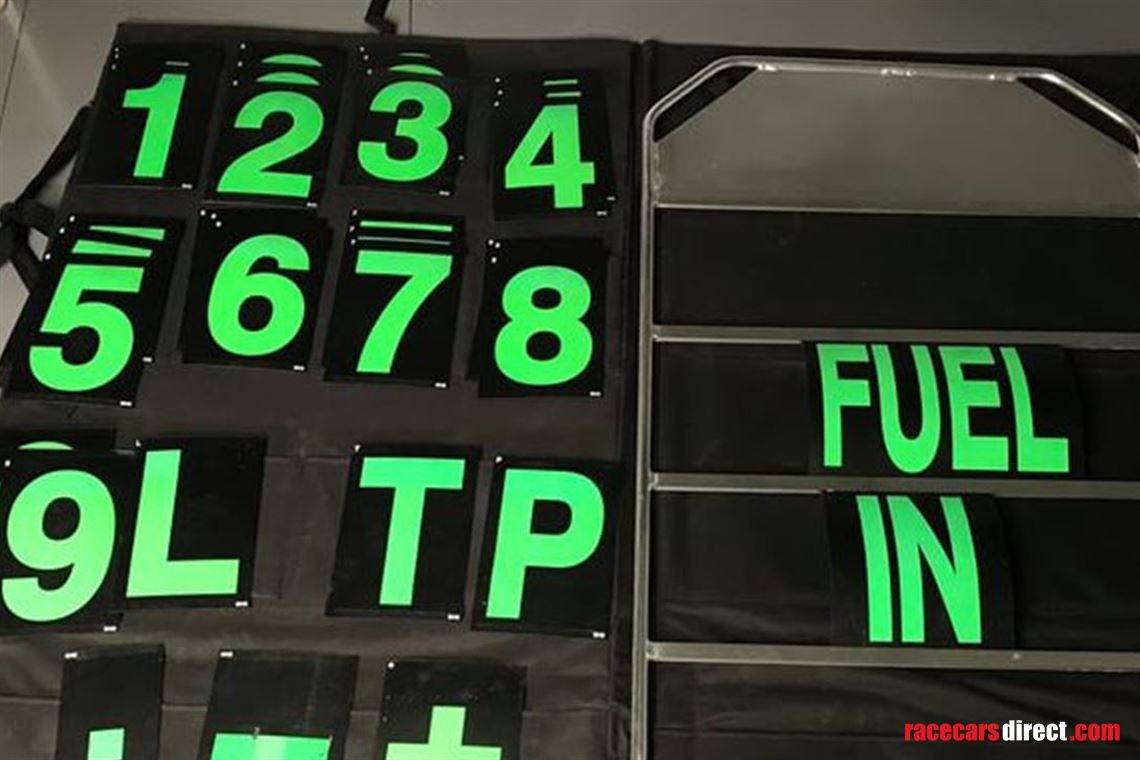 1 2 3 4
5 6 7 8
9 L T P
+
FUEL
IN
racecarsdirect.com